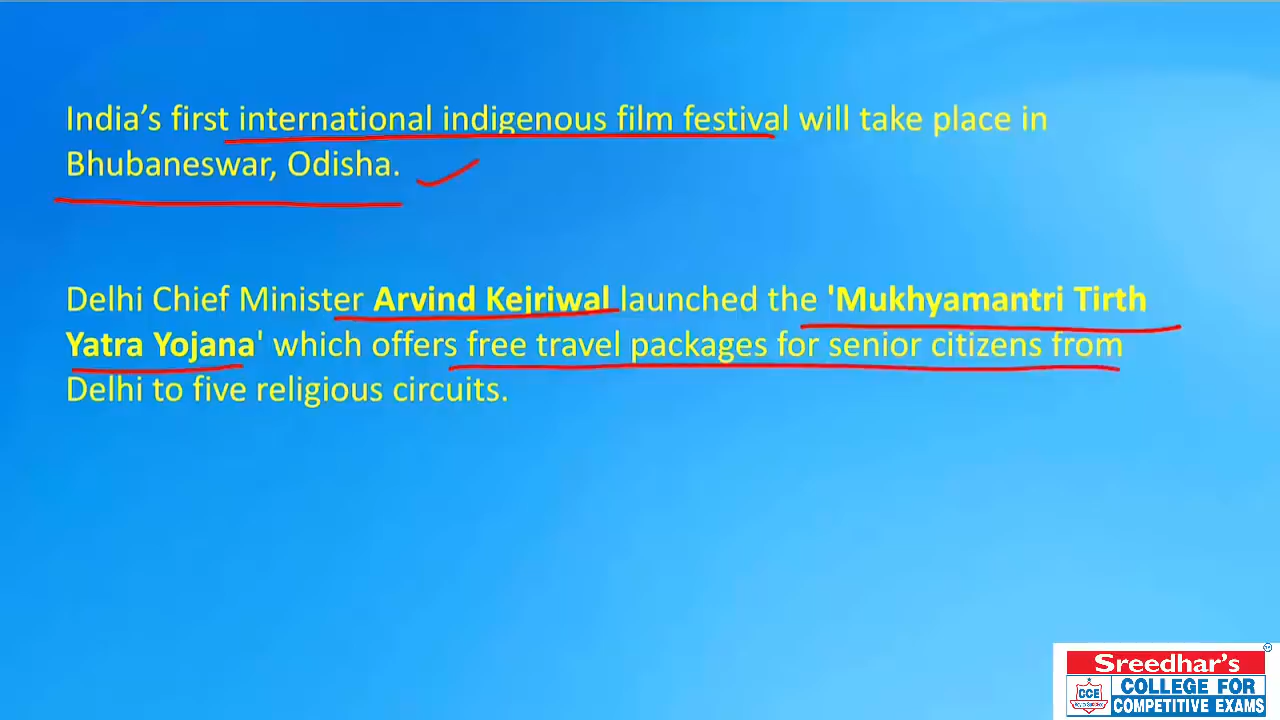 India’s first international indigenous film festival will take place in
Bhubaneswar, Odisha.
Delhi Chief Minister Arvind Kejriwal launched the 'Mukhyamantri Tirth
Yatra Yojana' which offers free travel packages for senior citizens from
Delhi to five religious circuits.
Sreedhar's
CCE
COLLEGE FOR
COMPETITIVE EXAMS